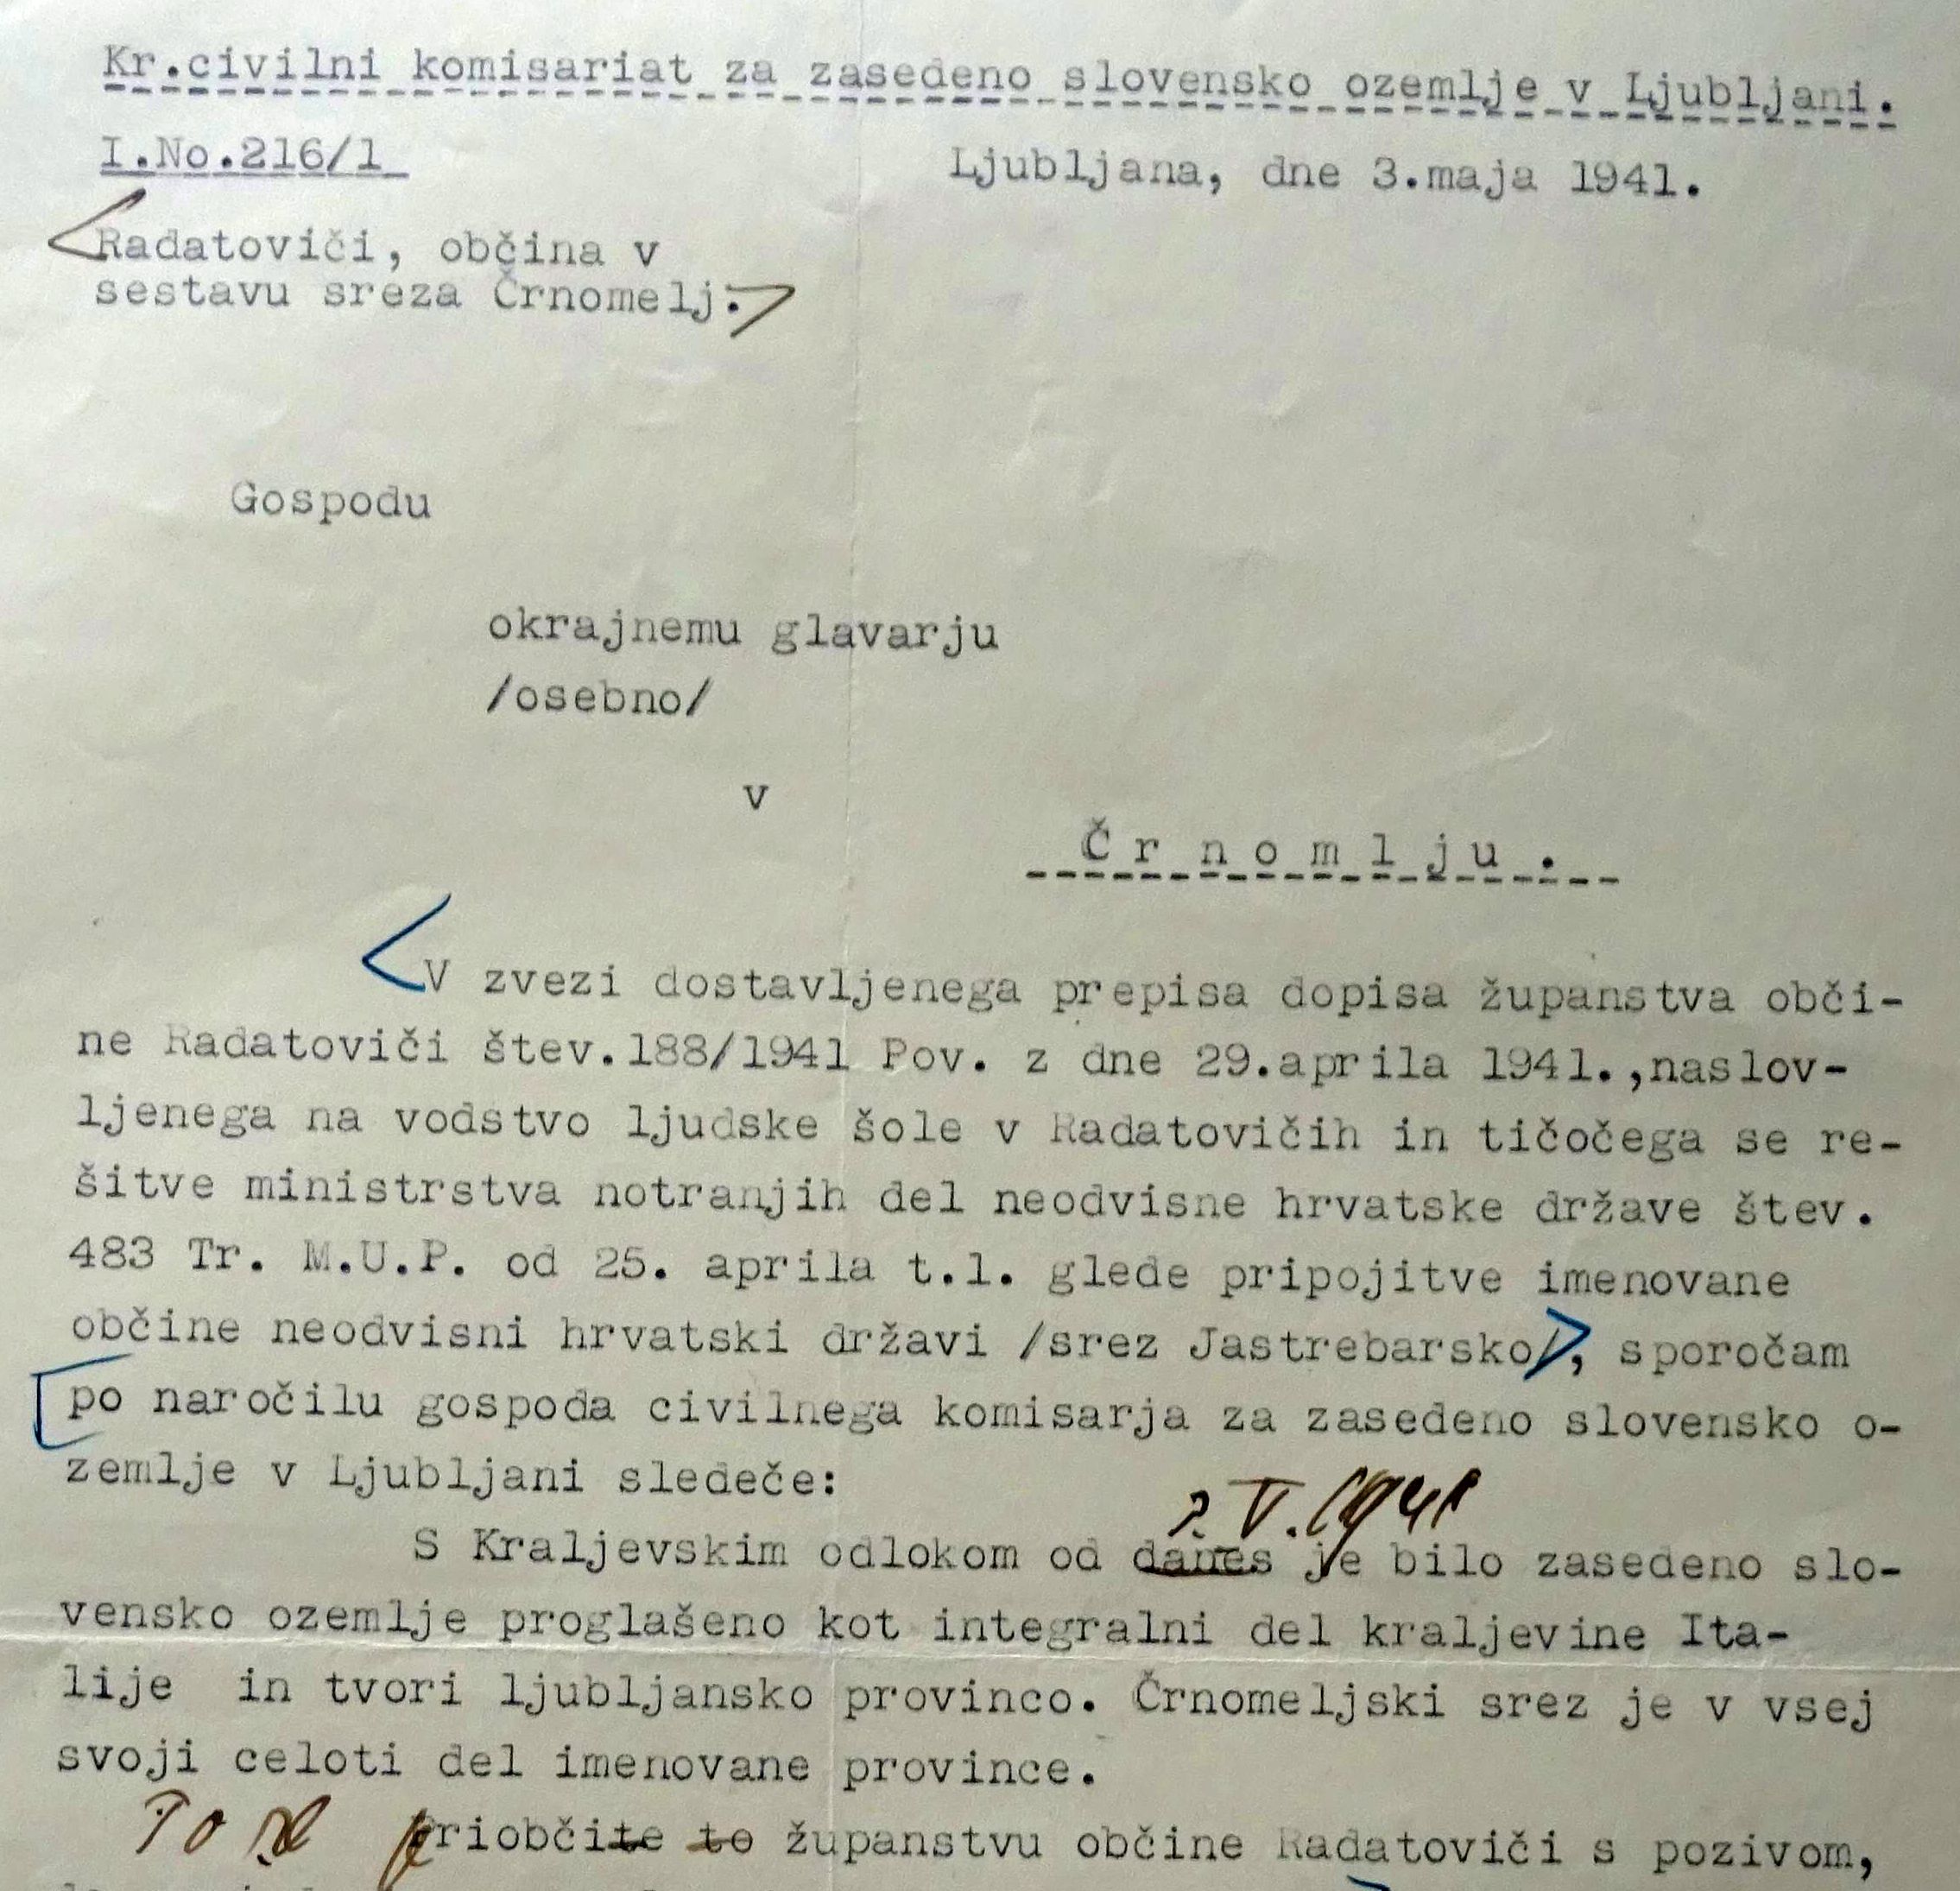 Kr.civilni komisariat za zasedeno slovensko ozemlje v Ljubljani.
I.No.216/1
Ljubljana, dne 3.maja 1941.
Radatoviči, občina v
sestavu sreza Črnomelj.
Gospodu
okrajnemu glavarju
/osebno/
v
Črnomlju.
V zvezi dostavljenega prepisa dopisa županstva obči-
ne Radatoviči štev.188/1941 Pov. z dne 29.aprila 1941.,naslov-
ljenega na vodstvo ljudske šole v Radatovičih in tičočega se re-
šitve ministrstva notranjih del neodvisne hrvatske države štev.
483 Tr. M.U.P. od 25. aprila t.l. glede pripojitve imenovane
občine neodvisni hrvatski državi /srez Jastrebarsko/, sporočam
po naročilu gospoda civilnega komisarja za zasedeno slovensko o-
zemlje v Ljubljani sledeče:
V. 1941
S Kraljevskim odlokom od danes je bilo zasedeno slo-
vensko ozemlje proglašeno kot integralni del kraljevine Ita-
lije in tvori ljubljansko provinco. Črnomeljski srez je v vsej
svoji celoti del imenovane province.
To se priobčite to županstvu občine Radatoviči s pozivom,